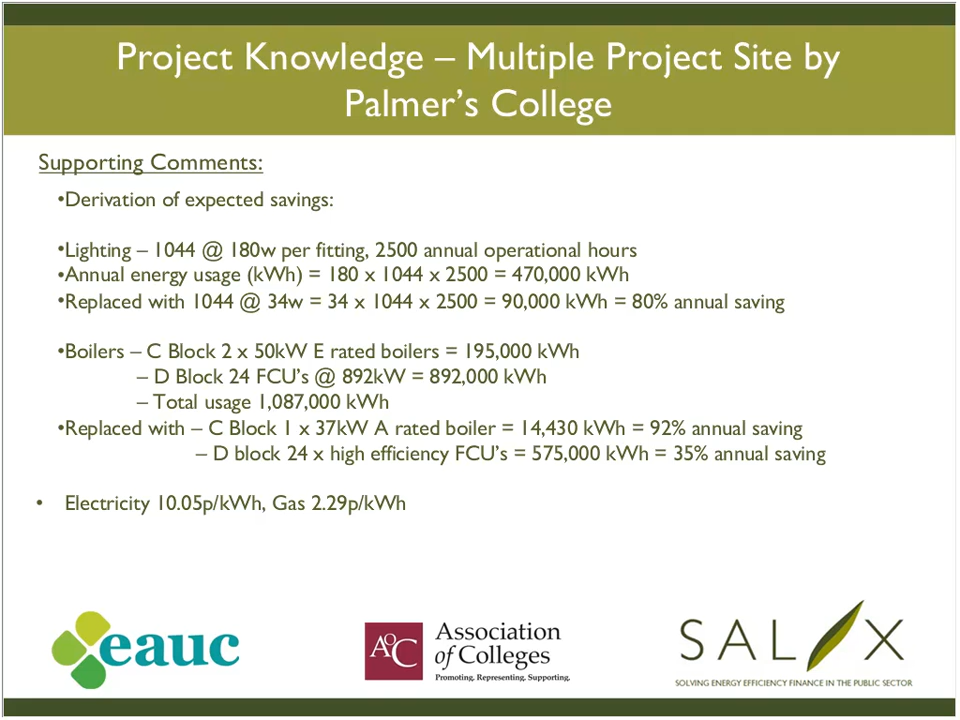 Project Knowledge – Multiple Project Site by
Palmer's College
Supporting Comments:
•Derivation of expected savings:
•Lighting – 1044 @ 180w per fitting, 2500 annual operational hours
•Annual energy usage (kWh) = 180 x 1044 x 2500 = 470,000 kWh
•Replaced with 1044 @ 34w = 34 x 1044 x 2500 = 90,000 kWh = 80% annual saving
•Boilers – C Block 2 x 50kW E rated boilers = 195,000 kWh
– D Block 24 FCU's @ 892kW = 892,000 kWh
– Total usage 1,087,000 kWh
•Replaced with – C Block 1 x 37kW A rated boiler = 14,430 kWh = 92% annual saving
– D block 24 x high efficiency FCU's = 575,000 kWh = 35% annual saving
• Electricity 10.05p/kWh, Gas 2.29p/kWh
eauc
AoC
Association
of Colleges
Promoting. Representing. Supporting.
SALIX
SOLVING ENERGY EFFICIENCY FINANCE IN THE PUBLIC SECTOR